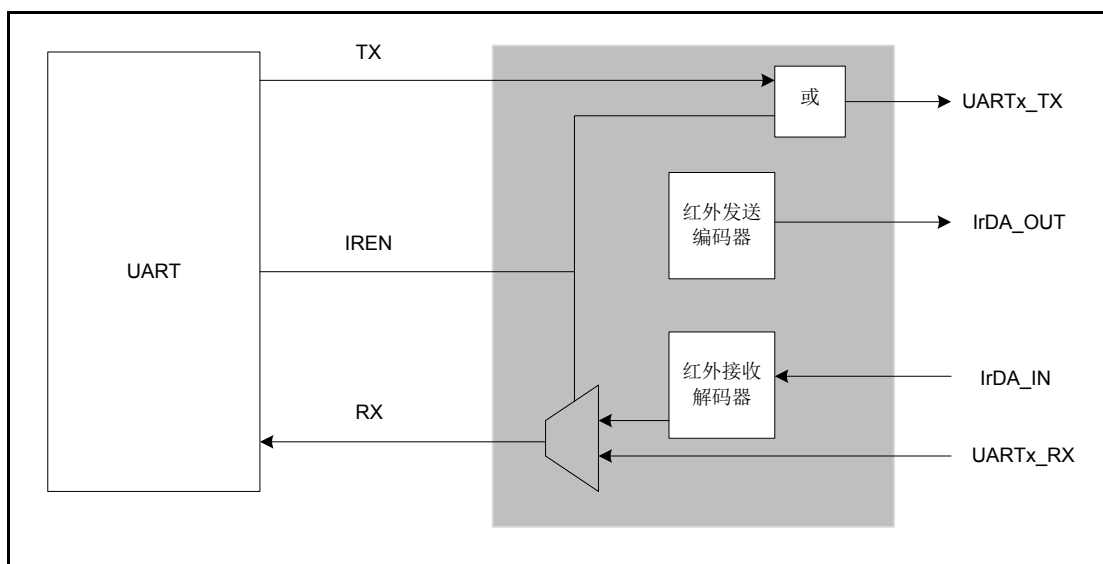 TX
或
UARTx_TX
红外发送
编码器
IrDA_OUT
IREN
UART
红外接收
解码器
IrDA_IN
RX
UARTx_RX